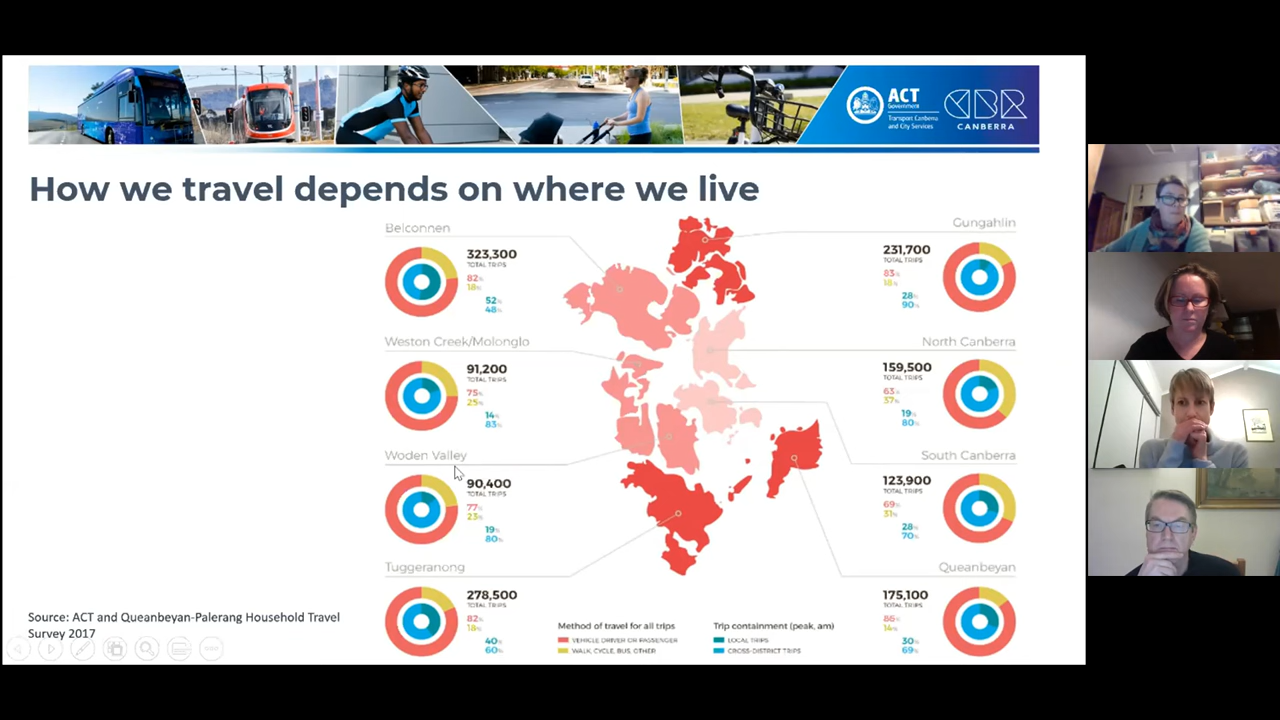 ACT
Government
Transport Canberra
and City Services
CBR
CANBERRA
How we travel depends on where we live
Belconnen
323,300
TOTAL TRIPS
82%
18%
52%
48%
Weston Creek/Molonglo
91,200
TOTAL TRIPS
75%
25%
14%
83%
Woden Valley
90,400
TOTAL TRIPS
77%
23%
19%
80%
Tuggeranong
278,500
TOTAL TRIPS
82%
18%
40%
60%
Gungahlin
231,700
TOTAL TRIPS
83%
18%
28%
90%
North Canberra
159,500
TOTAL TRIPS
63%
37%
19%
80%
South Canberra
123,900
TOTAL TRIPS
69%
31%
28%
70%
Queanbeyan
175,100
TOTAL TRIPS
86%
14%
30%
69%
Method of travel for all trips
VEHICLE DRIVER OR PASSENGER
WALK, CYCLE, BUS, OTHER
Trip containment (peak, am)
LOCAL TRIPS
CROSS-DISTRICT TRIPS
Source: ACT and Queanbeyan-Palerang Household Travel
Survey 2017